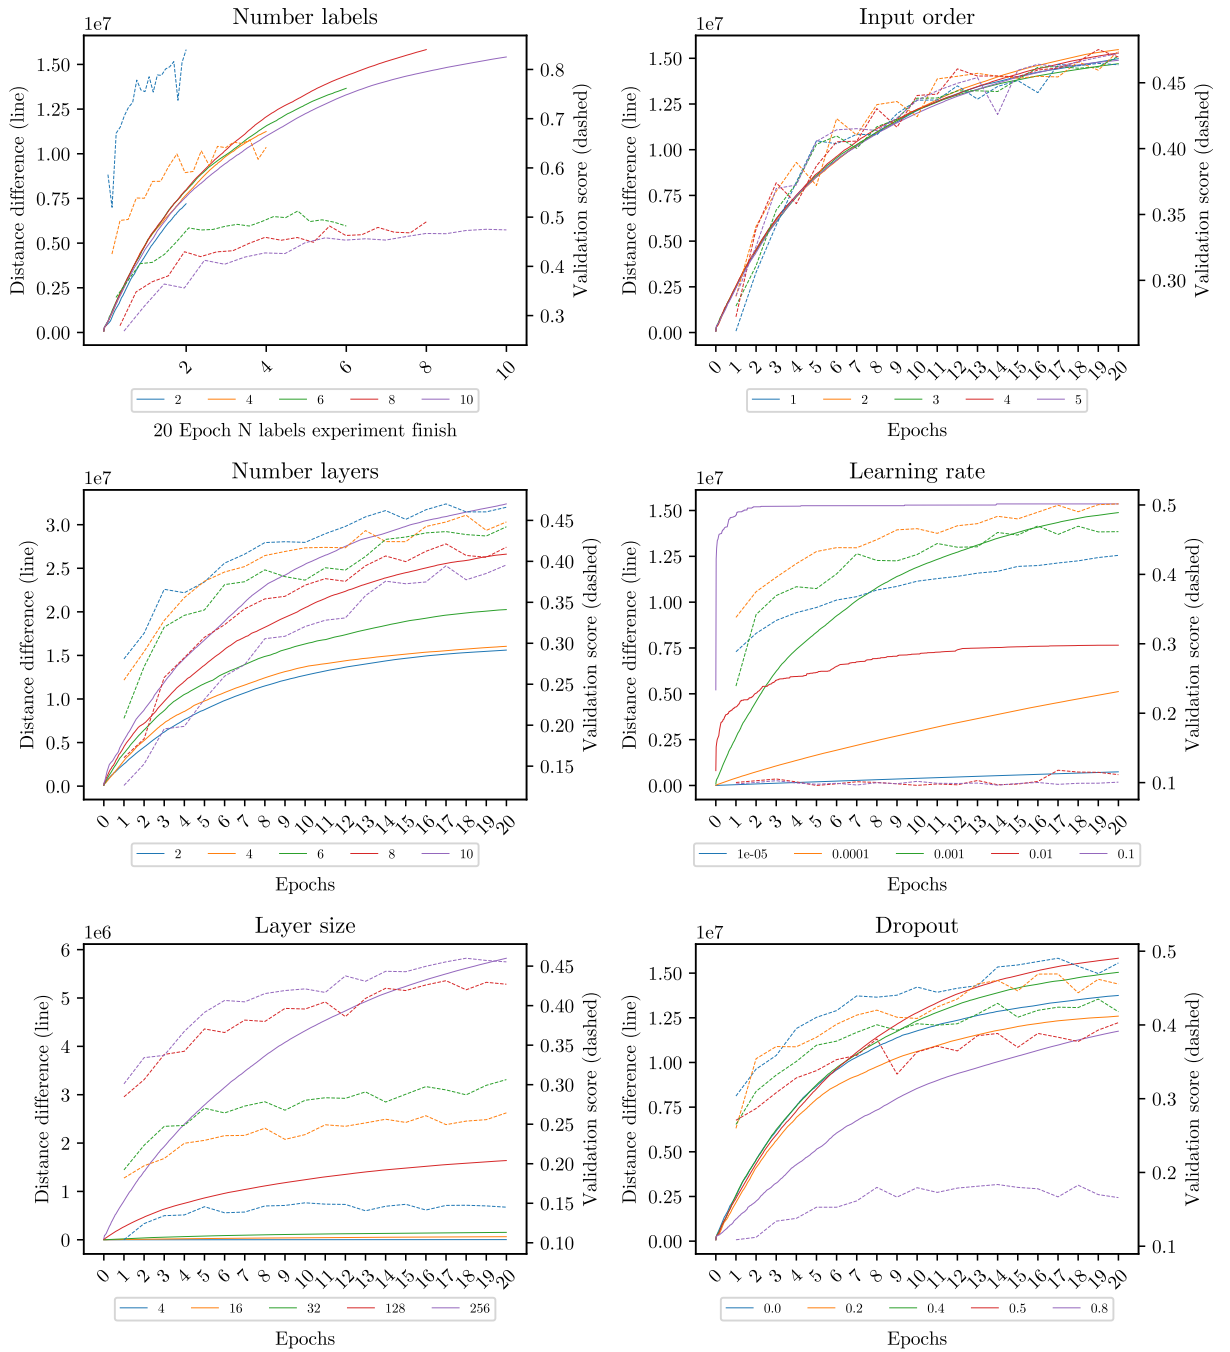 Number labels
1e7
Distance difference (line)
15.0
12.5
10.0
7.5
5.0
2.5
0.00
1.50
1.25
1.00
0.75
0.50
0.25
0.00
Validation score (dashed)
0.8
0.7
0.6
0.5
0.4
0.3
2 4 6 8 10
2 4 6 8 10
20 Epoch N labels experiment finish
Input order
1e7
Distance difference (line)
1.50
1.25
1.00
0.75
0.50
0.25
0.00
Validation score (dashed)
0.45
0.40
0.35
0.30
0 1 2 3 4 5 6 7 8 9 10 11 12 13 14 15 16 17 18 19 20
1 2 3 4 5
Epochs
Number layers
1e7
Distance difference (line)
3.0
2.5
2.0
1.5
1.0
0.5
0.0
Validation score (dashed)
0.45
0.40
0.35
0.30
0.25
0.20
0.15
0 1 2 3 4 5 6 7 8 9 10 11 12 13 14 15 16 17 18 19 20
2 4 6 8 10
Epochs
Learning rate
1e7
Distance difference (line)
1.50
1.25
1.00
0.75
0.50
0.25
0.00
Validation score (dashed)
0.5
0.4
0.3
0.2
0.1
0 1 2 3 4 5 6 7 8 9 10 11 12 13 14 15 16 17 18 19 20
1e-05 0.0001 0.001 0.01 0.1
Epochs
Layer size
1e6
Distance difference (line)
6
5
4
3
2
1
0
Validation score (dashed)
0.45
0.40
0.35
0.30
0.25
0.20
0.15
0.10
0 1 2 3 4 5 6 7 8 9 10 11 12 13 14 15 16 17 18 19 20
4 16 32 128 256
Epochs
Dropout
1e7
Distance difference (line)
1.50
1.25
1.00
0.75
0.50
0.25
0.00
Validation score (dashed)
0.5
0.4
0.3
0.2
0.1
0 1 2 3 4 5 6 7 8 9 10 11 12 13 14 15 16 17 18 19 20
0.0 0.2 0.4 0.5 0.8
Epochs